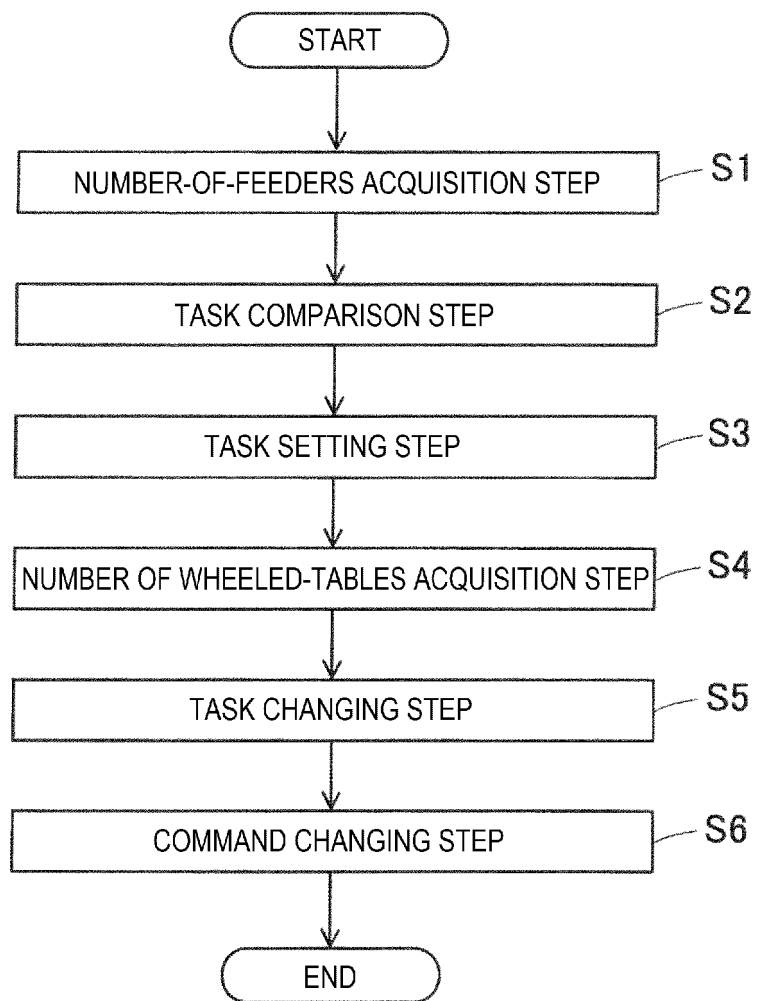 START
NUMBER-OF-FEEDERS ACQUISITION STEP
S1
TASK COMPARISON STEP
S2
TASK SETTING STEP
S3
NUMBER OF WHEELED-TABLES ACQUISITION STEP
S4
TASK CHANGING STEP
S5
COMMAND CHANGING STEP
S6
END